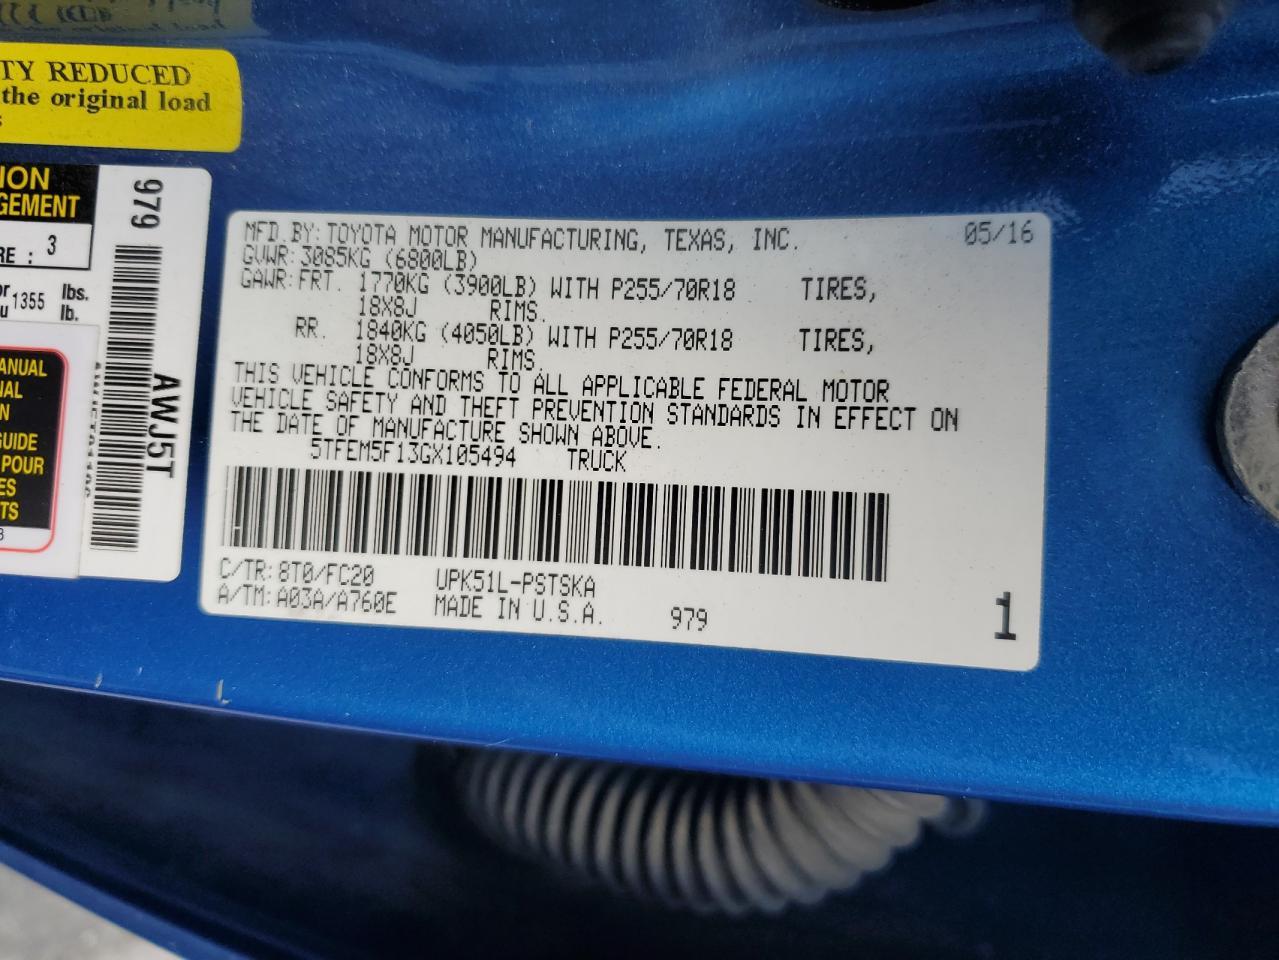 TY REDUCED
the original load
ION
GEMENT
RE : 3
or
u 1355 lbs.
lb.
ANUAL
IAL
N
GUIDE
POUR
ES
TS
979
AWJ5T
MFD.BY: TOYOTA MOTOR MANUFACTURING, TEXAS, INC. 05/16
GVWR: 3085KG (6800LB)
GAWR: FRT. 1770KG (3900LB) WITH P255/70R18 TIRES,
18X8J RIMS.
RR. 1840KG (4050LB) WITH P255/70R18 TIRES,
18X8J RIMS.
THIS VEHICLE CONFORMS TO ALL APPLICABLE FEDERAL MOTOR
VEHICLE SAFETY AND THEFT PREVENTION STANDARDS IN EFFECT ON
THE DATE OF MANUFACTURE SHOWN ABOVE.
5TFEM5F13GX105494 TRUCK
C/TR: 8T0/FC20 UPK51L-PSTSKA
A/TM: A03A/A760E MADE IN U.S.A. 979
1